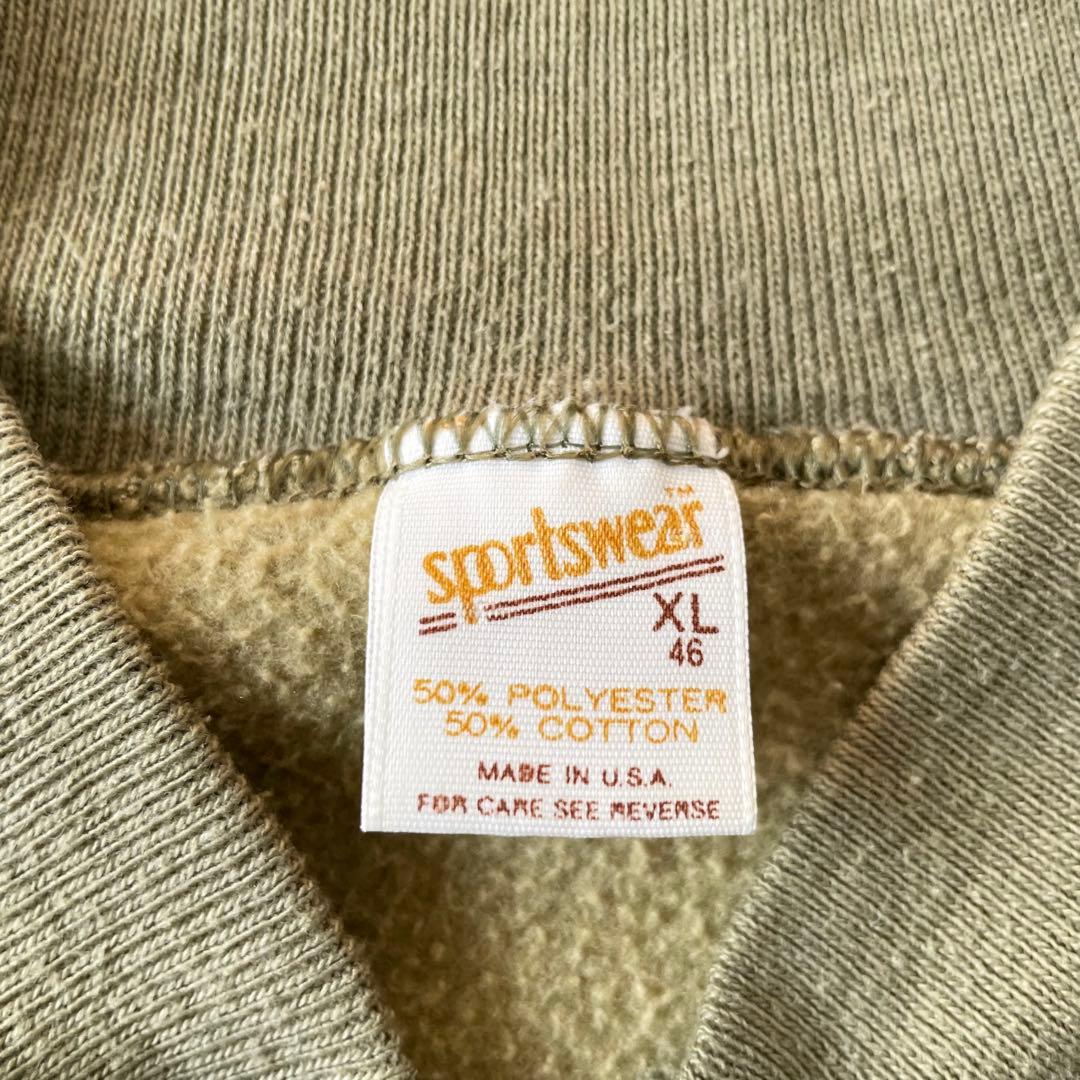 sportswear™
XL
46
50% POLYESTER
50% COTTON
MADE IN U.S.A.
FOR CARE SEE REVERSE